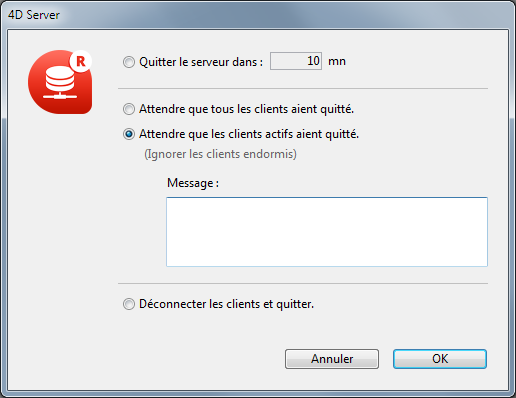 4D Server
R
Quitter le serveur dans : 10 mn
Attendre que tous les clients aient quitté.
Attendre que les clients actifs aient quitté.
(Ignorer les clients endormis)
Message :
Déconnecter les clients et quitter.
Annuler OK